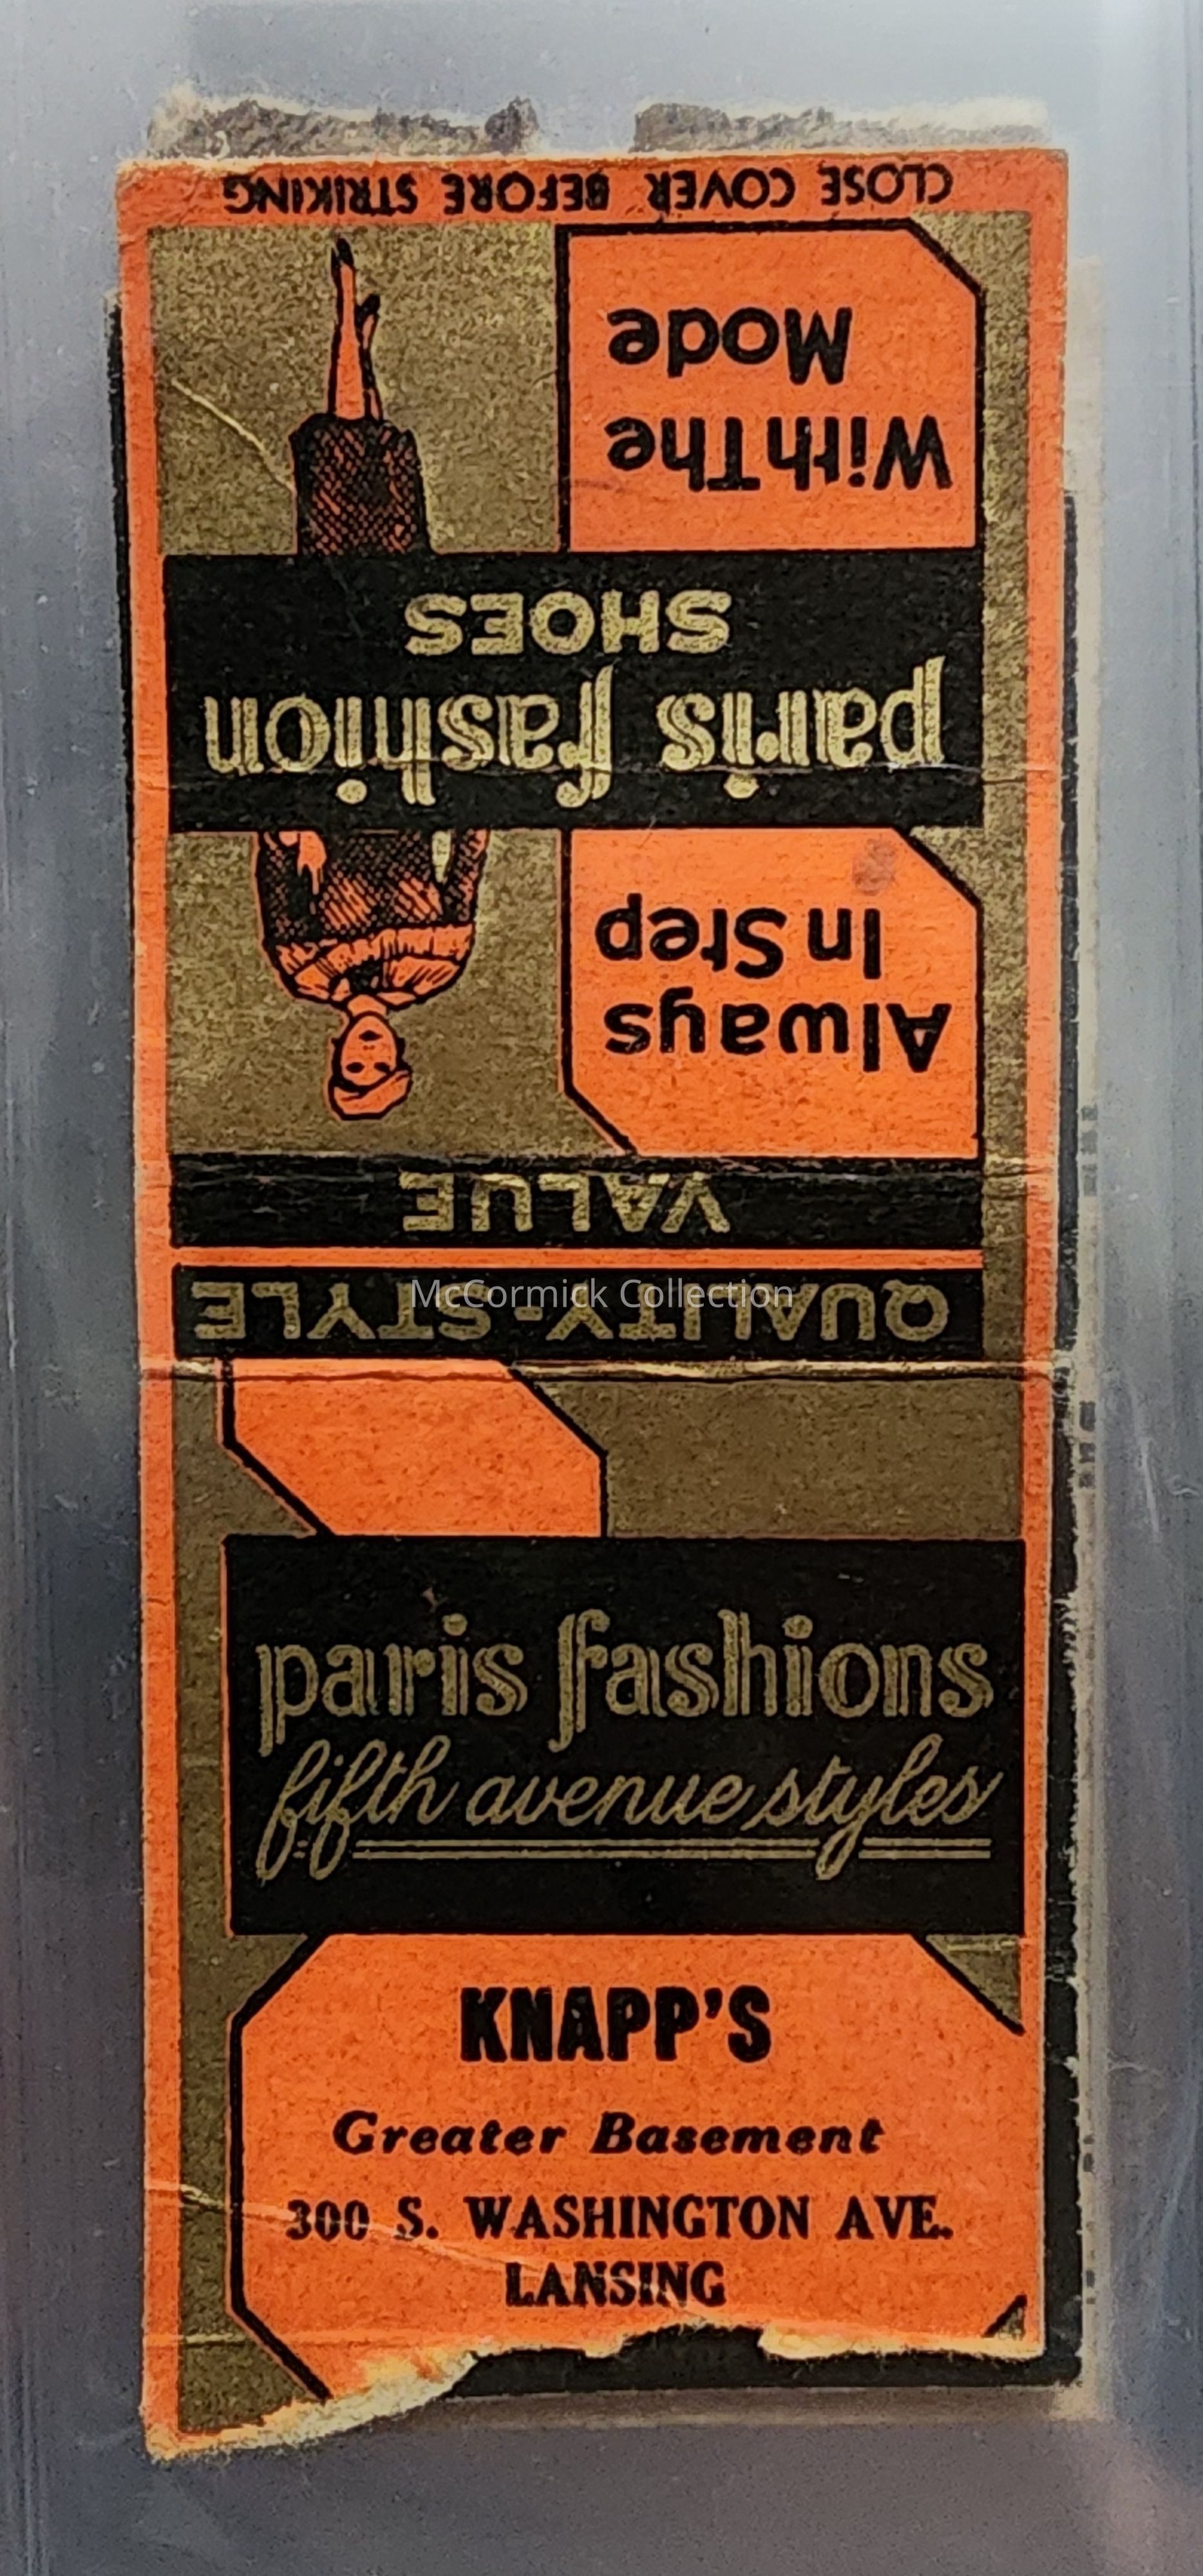 CLOSE COVER BEFORE STRIKING
Always
In Step
paris fashion
SHOES
With The
Mode
QUALITY-STYLE
VALUE
McCormick Collection
paris fashions
fifth avenue styles
KNAPP'S
Greater Basement
300 S. WASHINGTON AVE.
LANSING